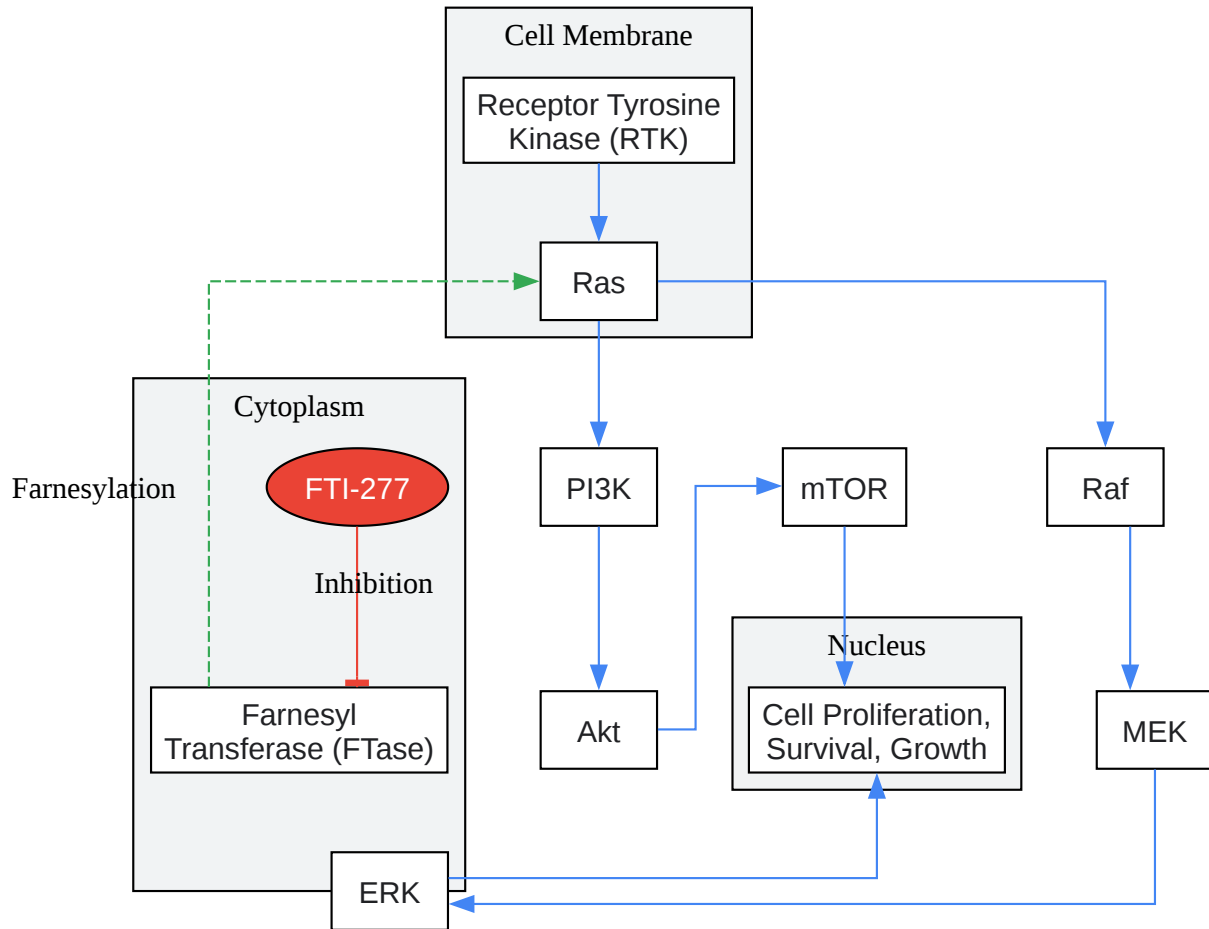 Cell Membrane
Receptor Tyrosine
Kinase (RTK)
Ras
Cytoplasm
Farnesylation
FTI-277
PI3K
mTOR
Raf
Inhibition
Nucleus
Farnesyl
Transferase (FTase)
Akt
Cell Proliferation,
Survival, Growth
MEK
ERK